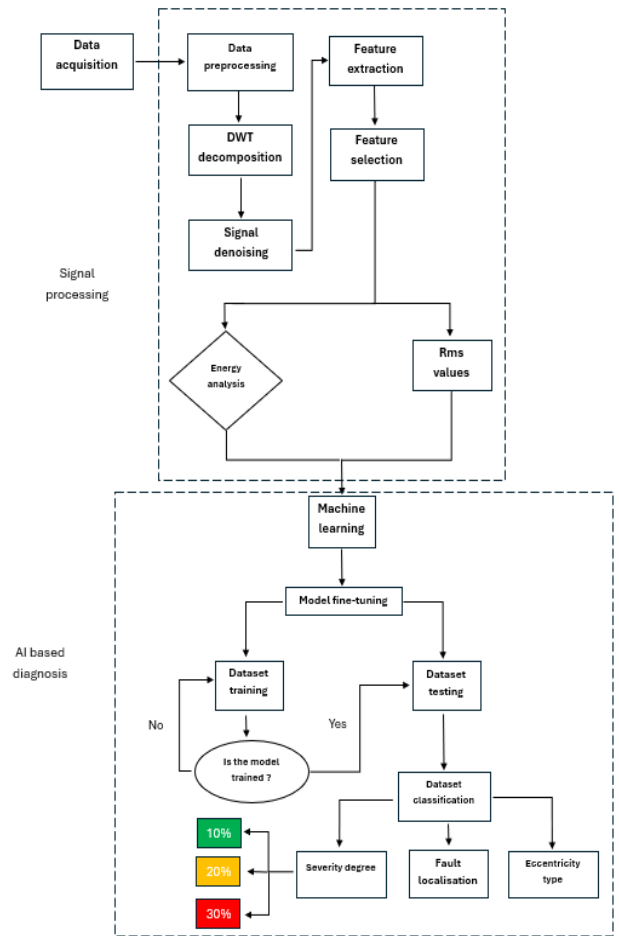 Data
acquisition
Data
preprocessing
DWT
decomposition
Signal
denoising
Feature
extraction
Feature
selection
Signal
processing
Energy
analysis
Rms
values
Machine
learning
Model fine-tuning
AI based
diagnosis
Dataset
training
Dataset
testing
No
Yes
Is the model
trained ?
Dataset
classification
10%
20%
30%
Severity degree
Fault
localisation
Eccentricity
type